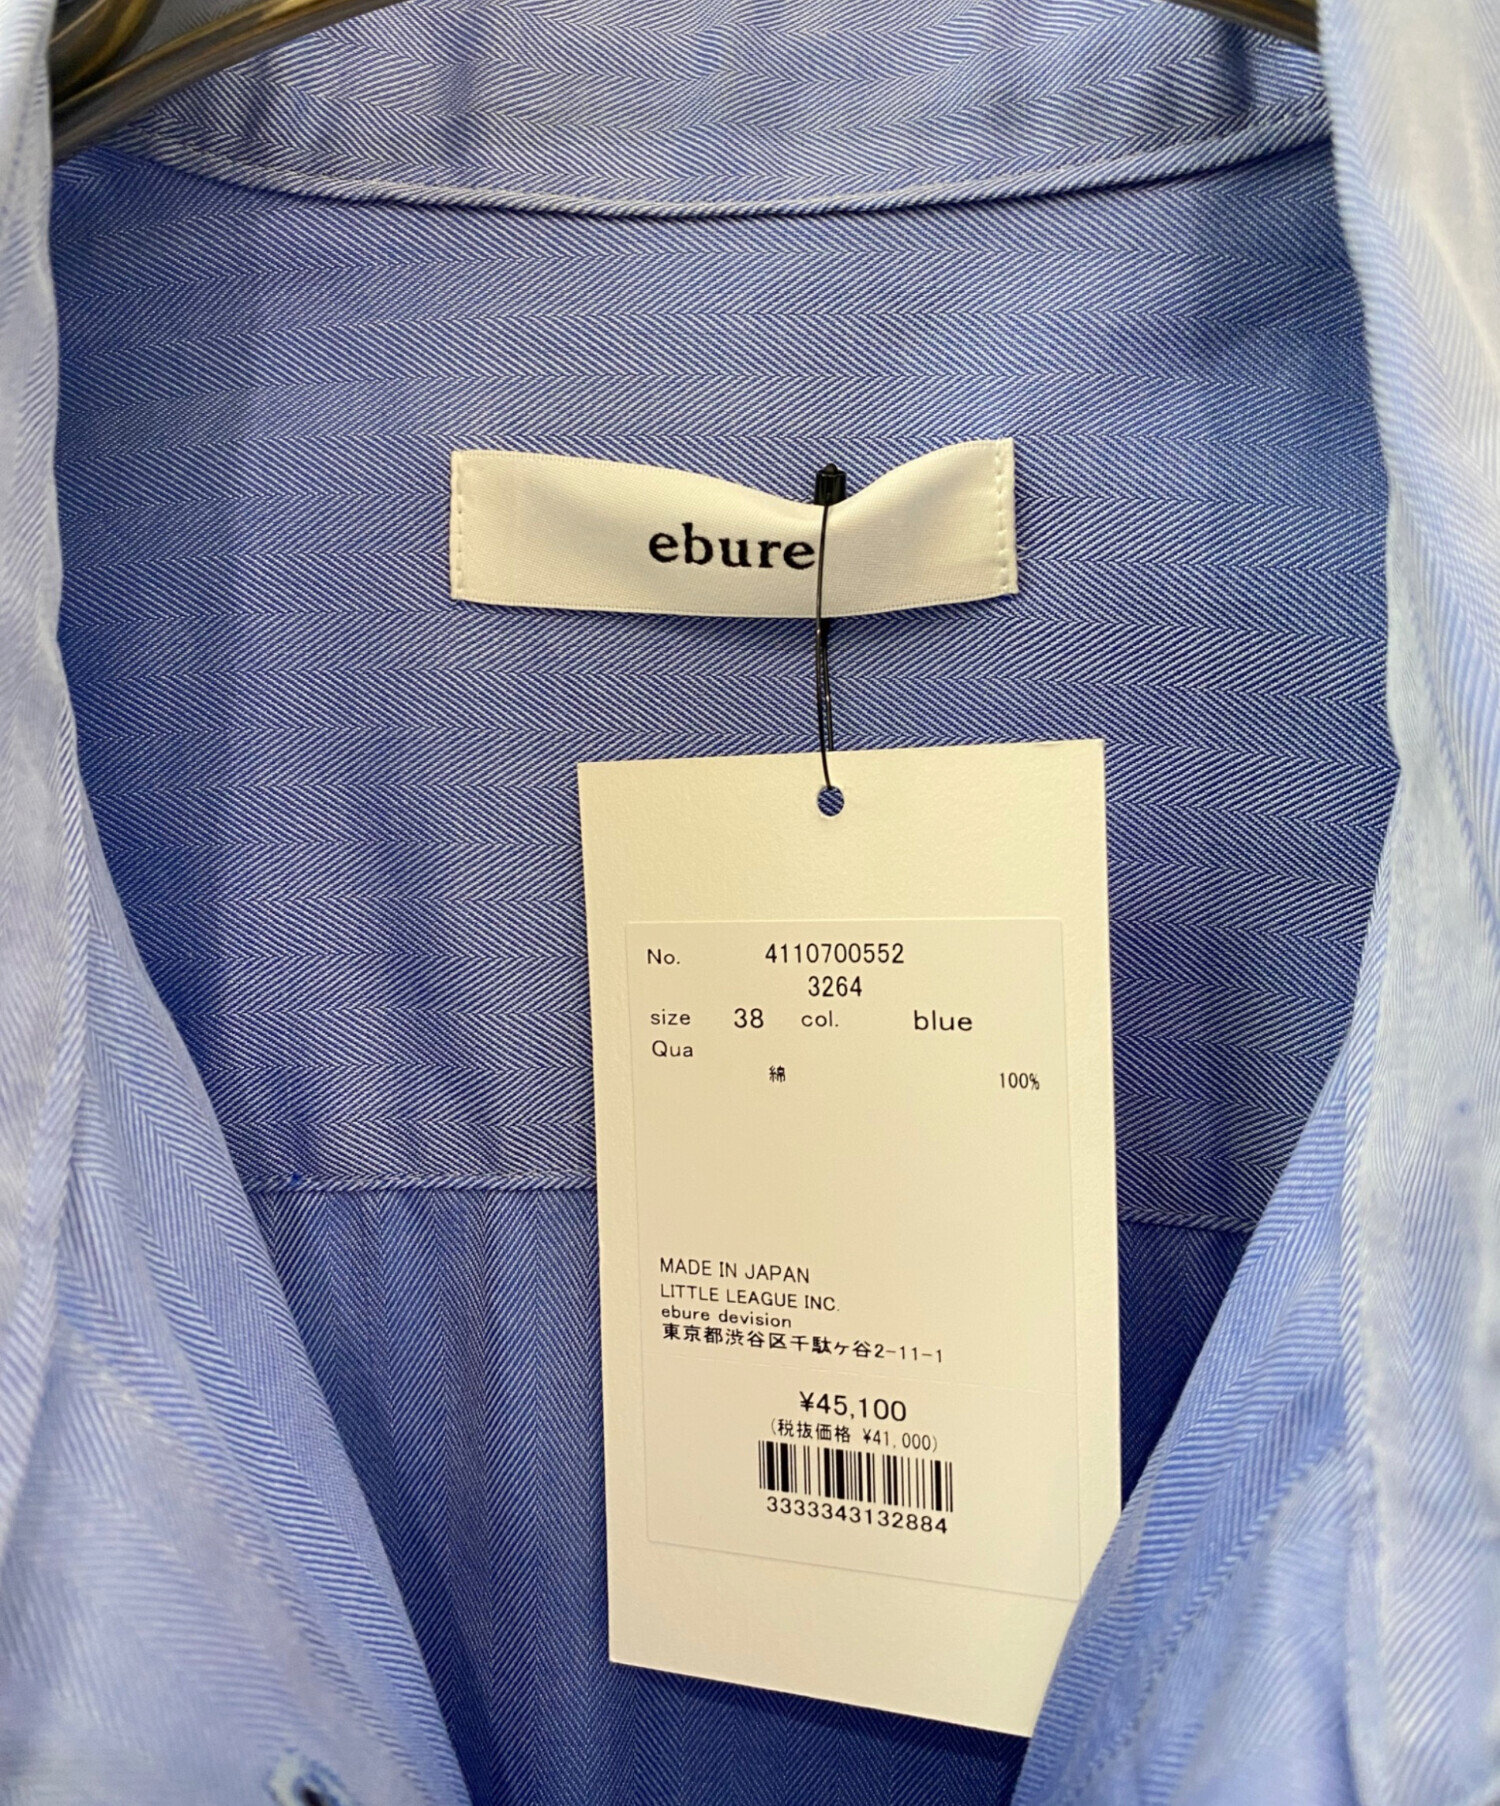 ebure
No. 4110700552
3264
size 38 col. blue
Qua
綿 100%
MADE IN JAPAN
LITTLE LEAGUE INC.
ebure devision
東京都渋谷区千駄ヶ谷2-11-1
¥45,100
(税抜価格 ¥41,000)
3333343132884